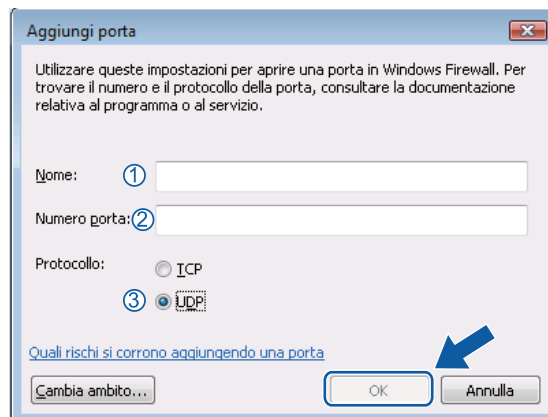 Aggiungi porta
Utilizzare queste impostazioni per aprire una porta in Windows Firewall. Per
trovare il numero e il protocollo della porta, consultare la documentazione
relativa al programma o al servizio.
Nome: 1
Numero porta: 2
Protocollo:
TCP
3 UDP
Quali rischi si corrono aggiungendo una porta
Cambia ambito... OK Annulla